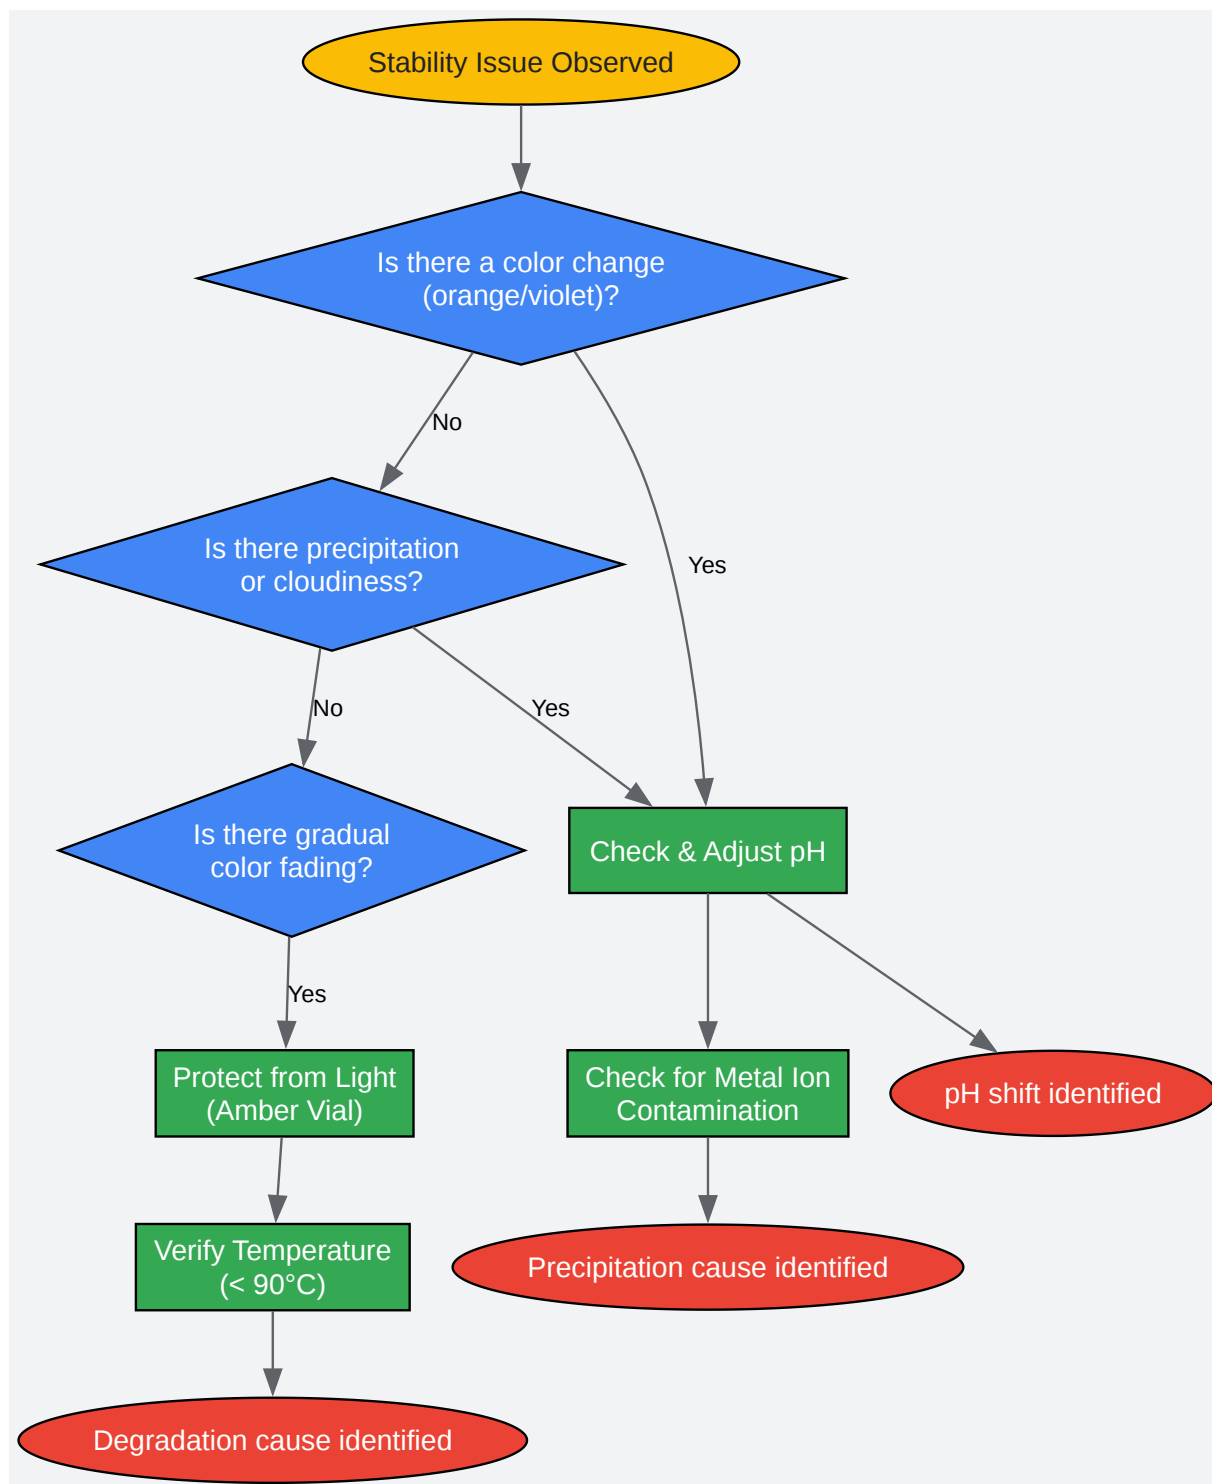 Stability Issue Observed
Is there a color change
(orange/violet)?
No
Yes
Is there precipitation
or cloudiness?
No
Yes
Is there gradual
color fading?
Check & Adjust pH
Yes
Protect from Light
(Amber Vial)
Check for Metal Ion
Contamination
pH shift identified
Verify Temperature
(< 90°C)
Precipitation cause identified
Degradation cause identified